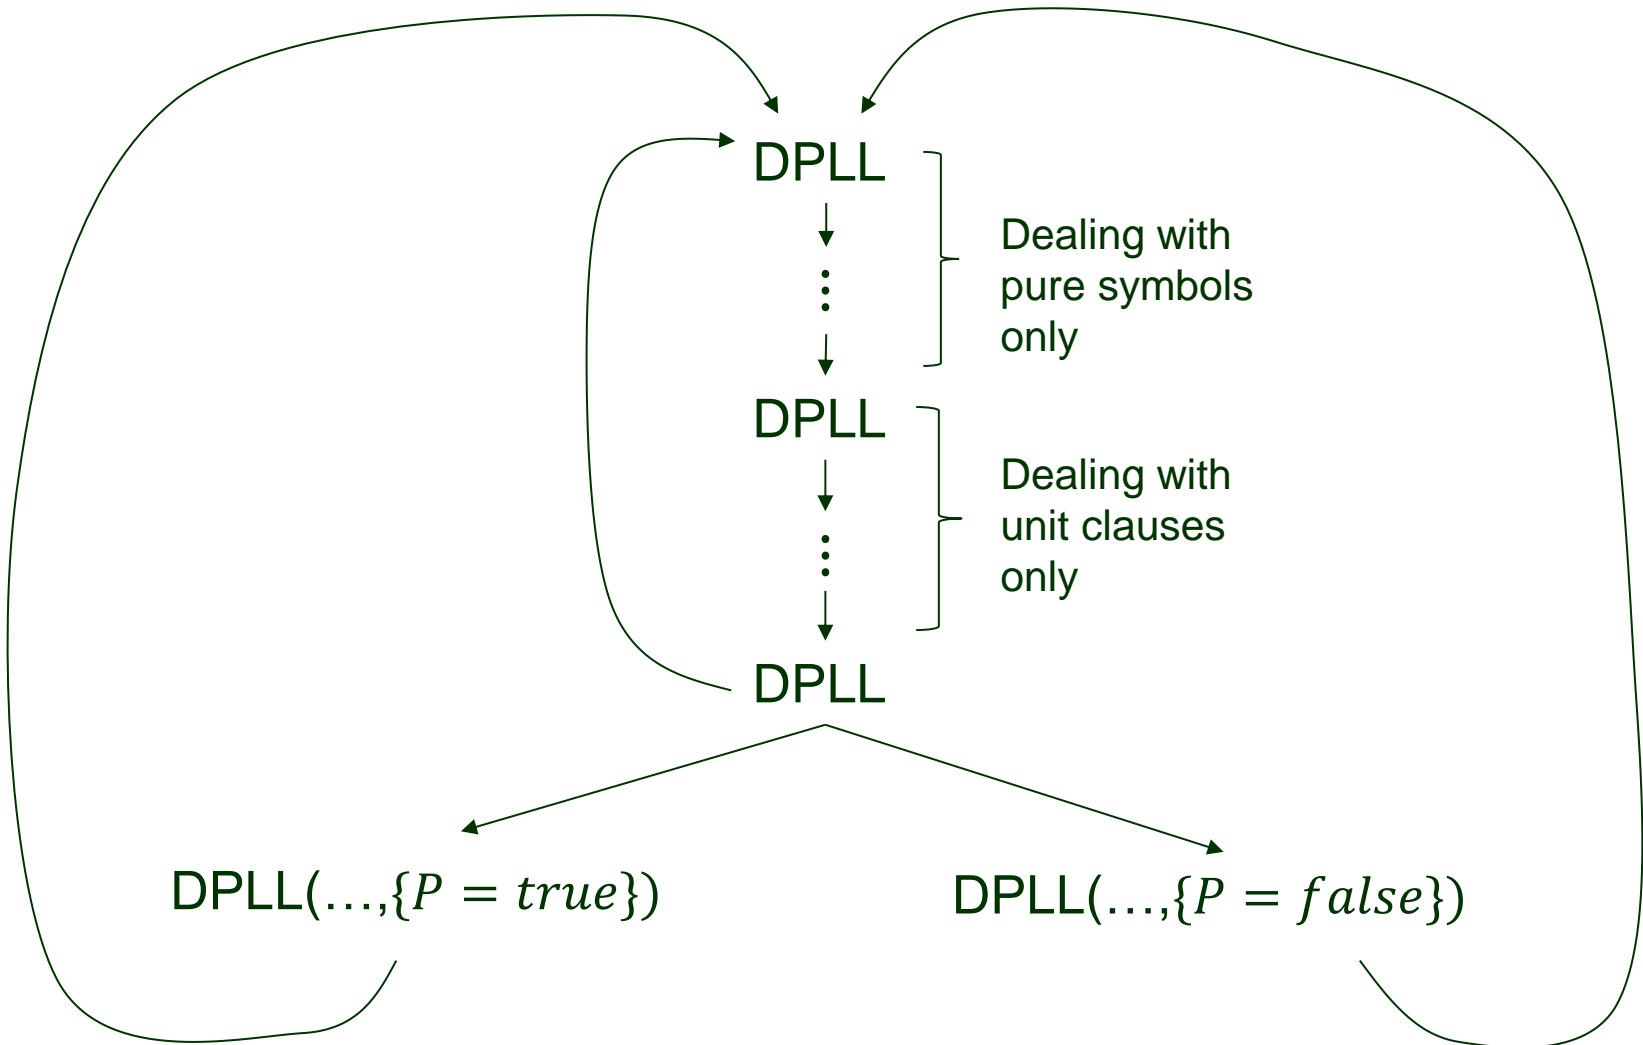 DPLL
Dealing with
pure symbols
only
DPLL
Dealing with
unit clauses
only
DPLL
DPLL(…,{P = true})
DPLL(…,{P = false})